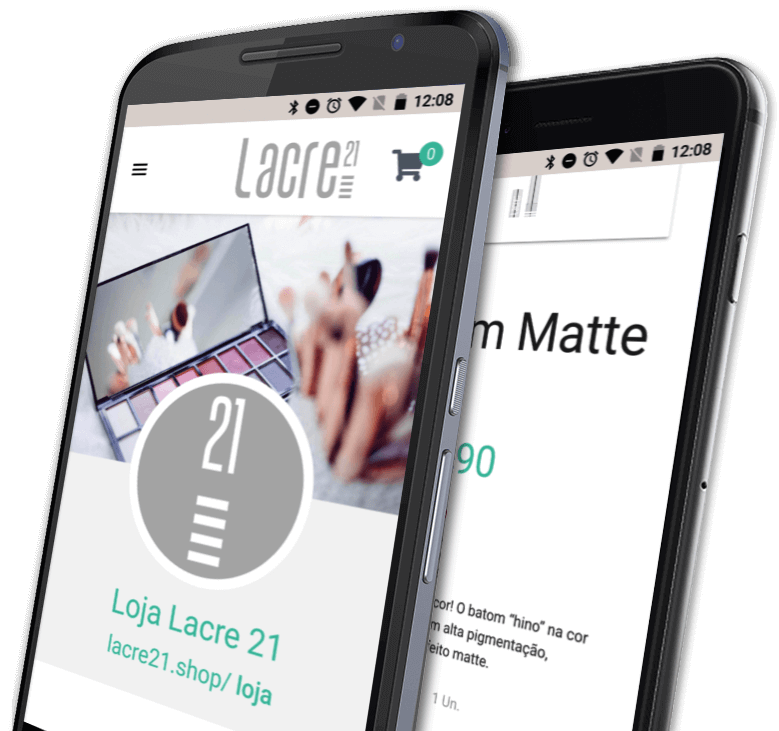 12:08
Lacre 21
0
21
Loja Lacre 21
lacre21.shop/ loja
12:08
m Matte
90
cor! O batom “hino” na cor
m alta pigmentação,
feito matte.
1 Un.